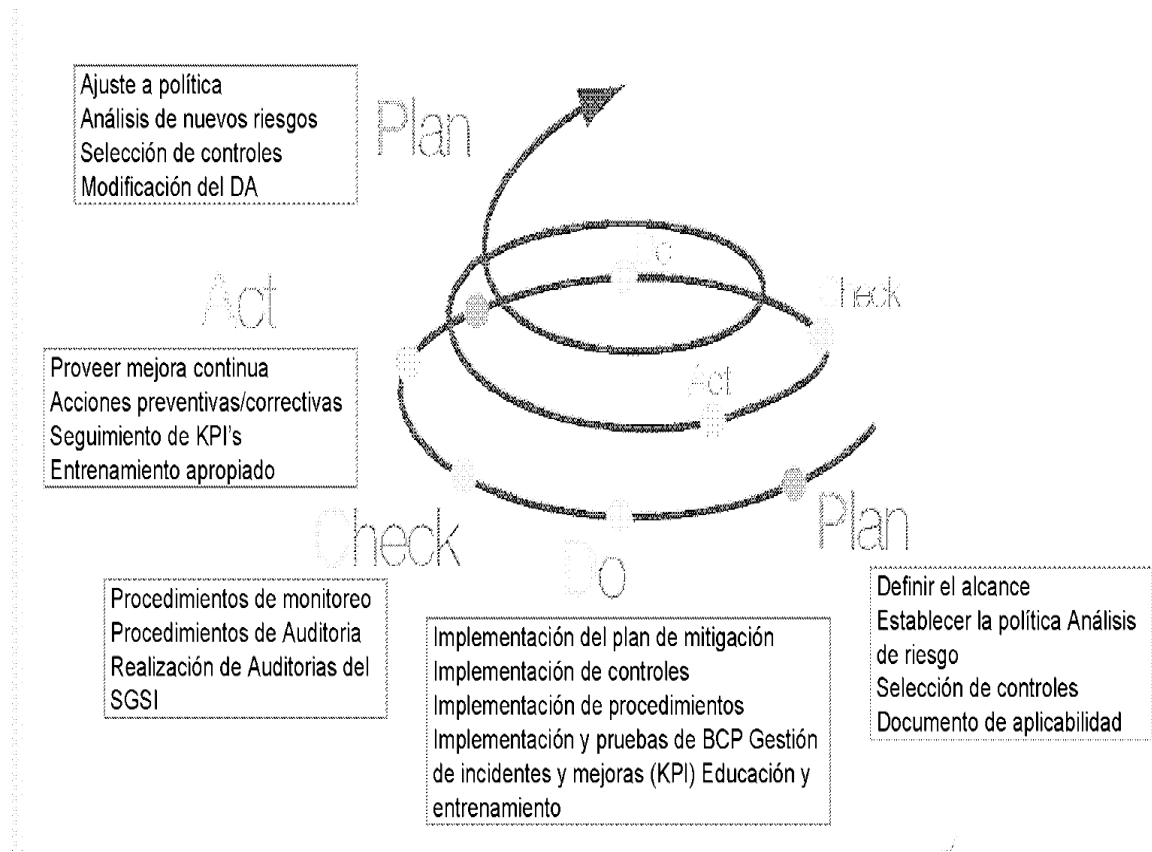 Ajuste a política
Análisis de nuevos riesgos
Selección de controles
Modificación del DA
Plan
Do
Check
Act
Act
Proveer mejora continua
Acciones preventivas/correctivas
Seguimiento de KPI's
Entrenamiento apropiado
Check
Procedimientos de monitoreo
Procedimientos de Auditoria
Realización de Auditorias del
SGSI
Do
Implementación del plan de mitigación
Implementación de controles
Implementación de procedimientos
Implementación y pruebas de BCP Gestión
de incidentes y mejoras (KPI) Educación y
entrenamiento
Plan
Definir el alcance
Establecer la política Análisis
de riesgo
Selección de controles
Documento de aplicabilidad